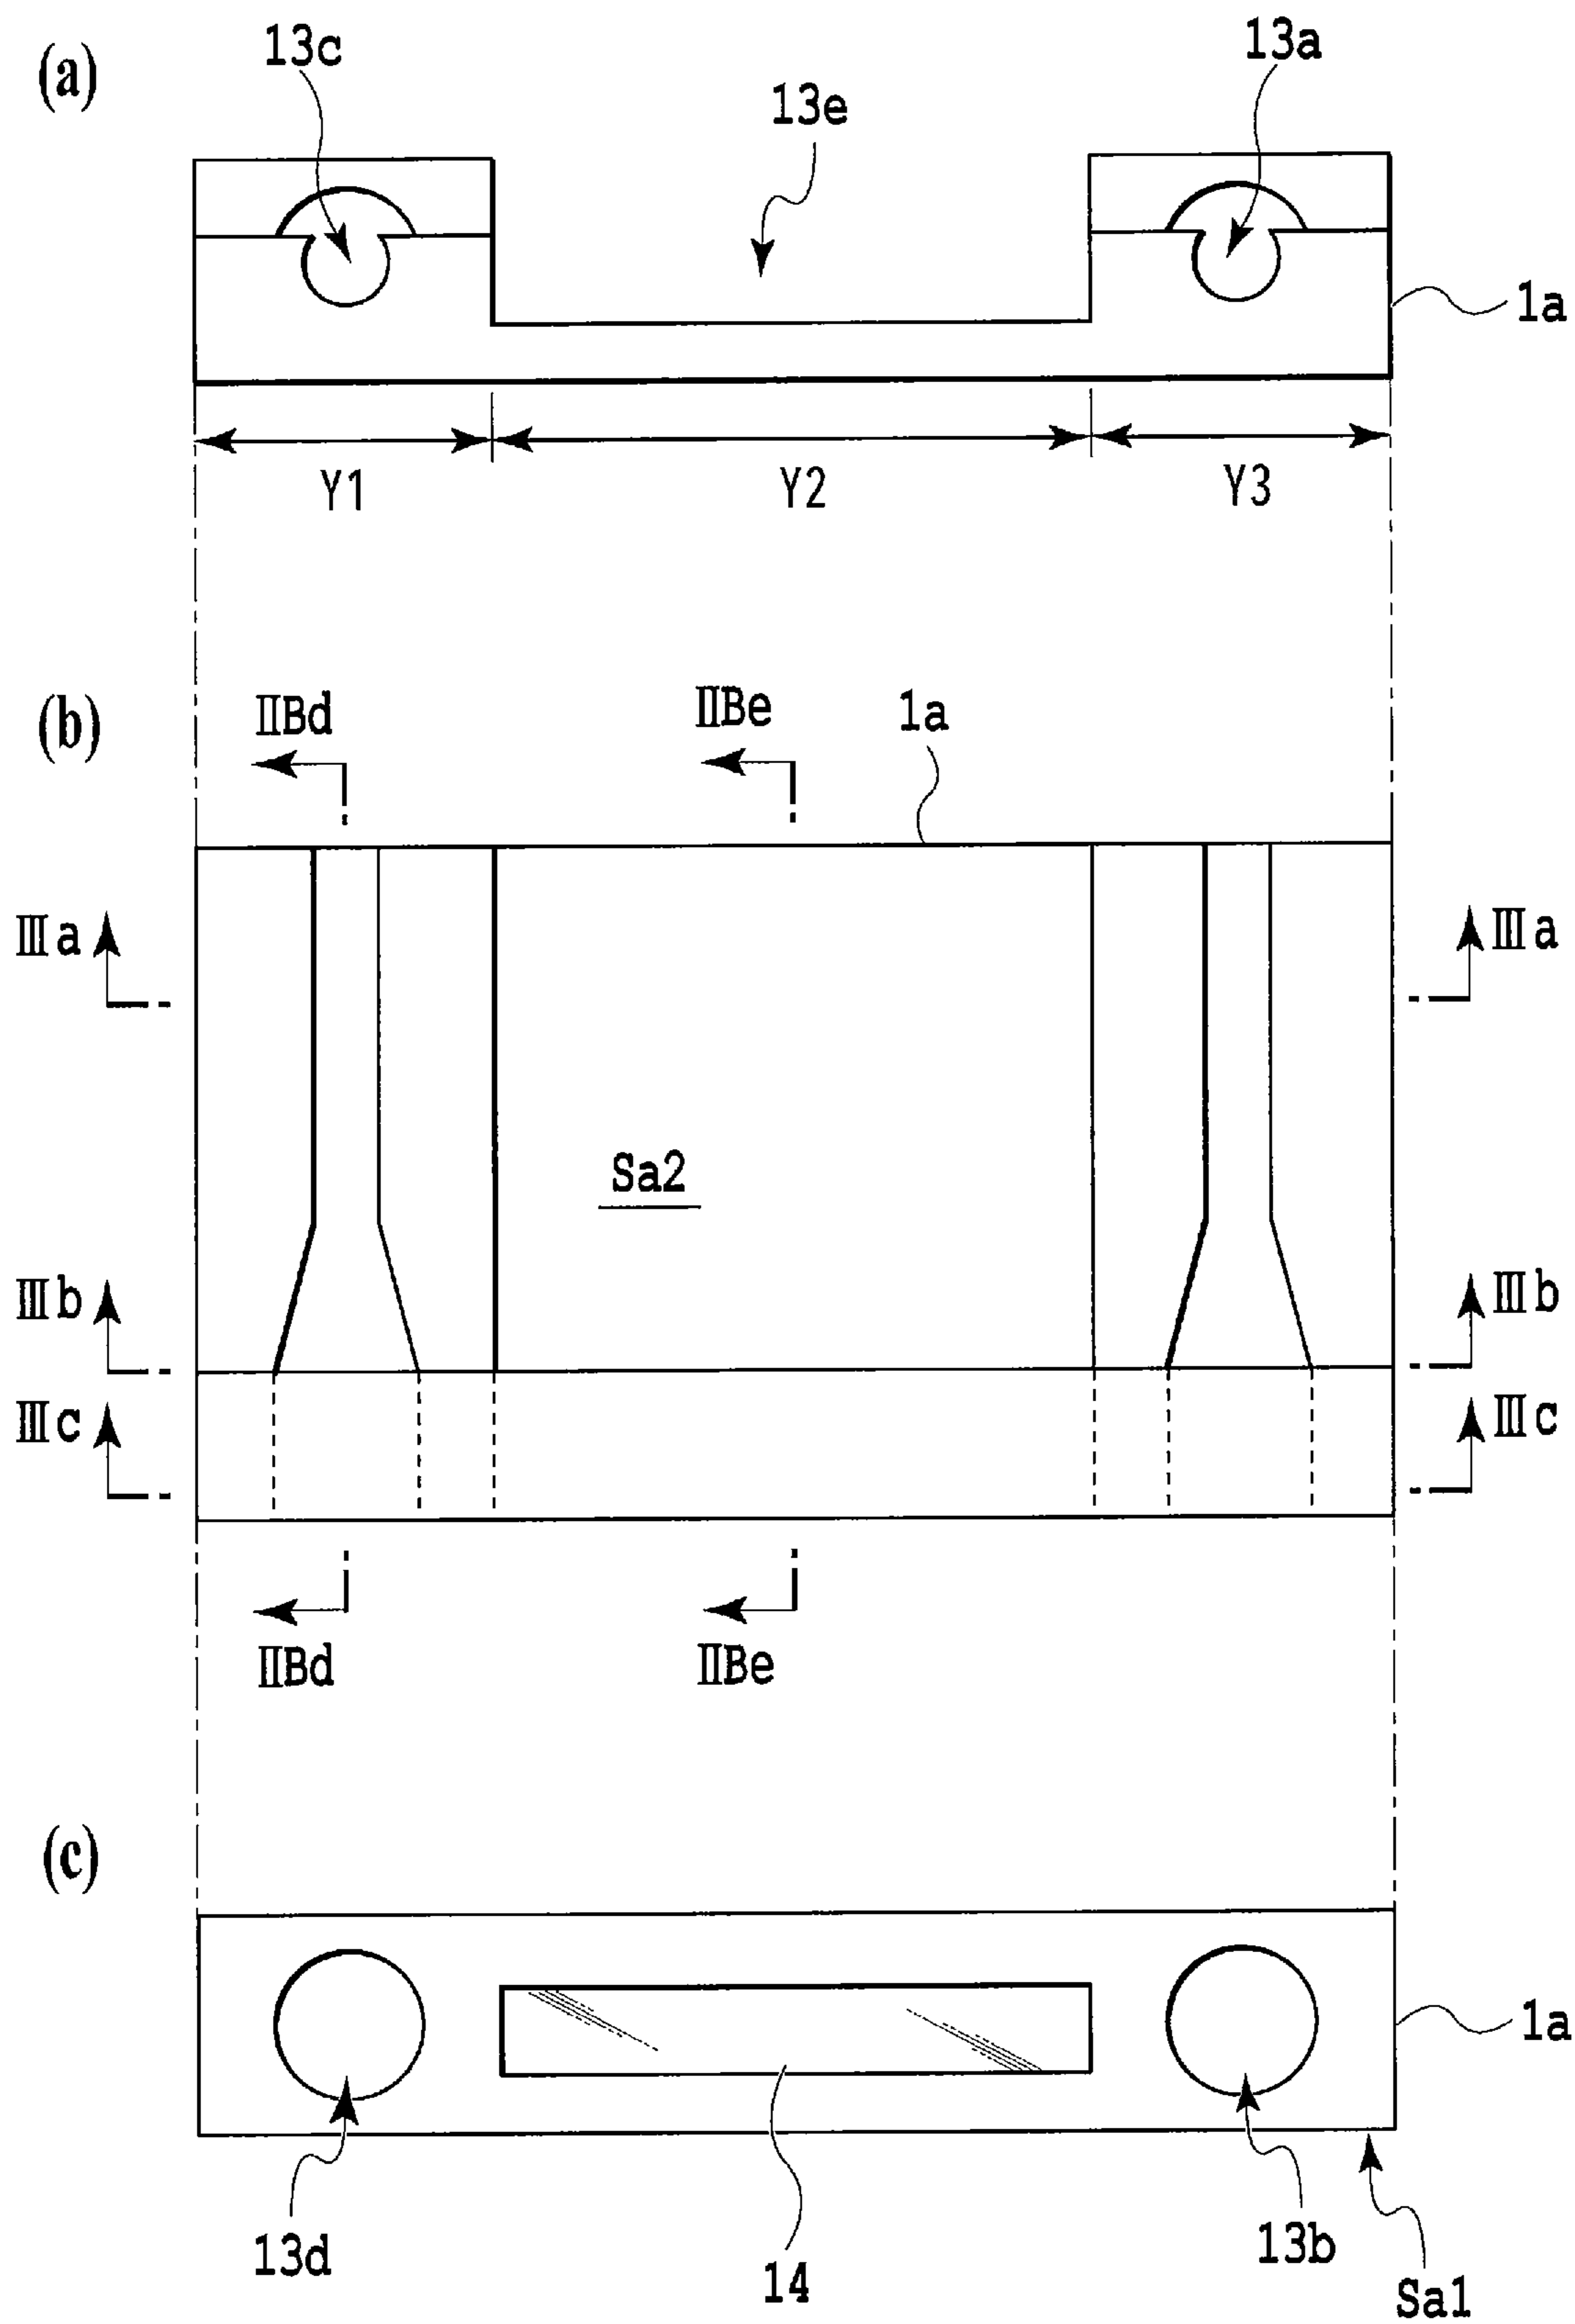 (a)
13c
13a
13e
1a
Y1
Y2
Y3
(b)
ⅡBd
ⅡBe
1a
Ⅲa
Ⅲa
Sa2
Ⅲb
Ⅲb
Ⅲc
Ⅲc
ⅡBd
ⅡBe
(c)
1a
13d
14
13b
Sa1